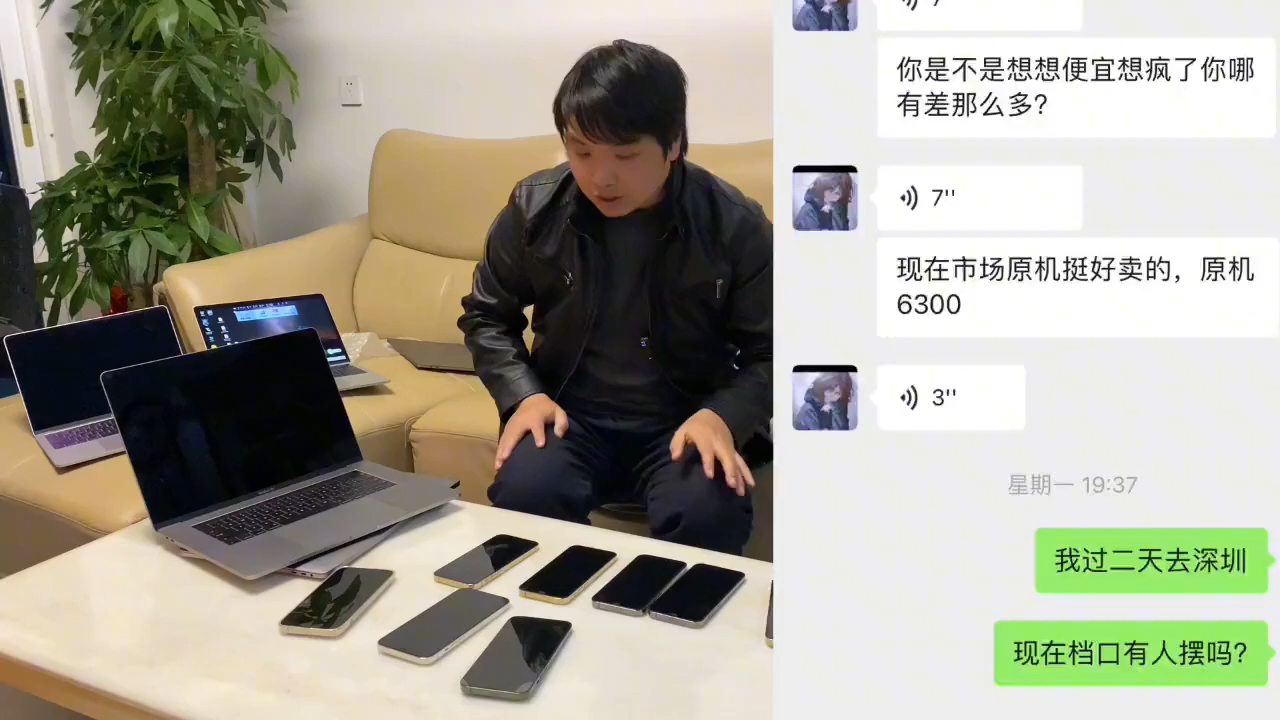 7''
你是不是想想便宜想疯了你哪
有差那么多?
7''
现在市场原机挺好卖的，原机
6300
3''
星期一 19:37
我过二天去深圳
现在档口有人摆吗?